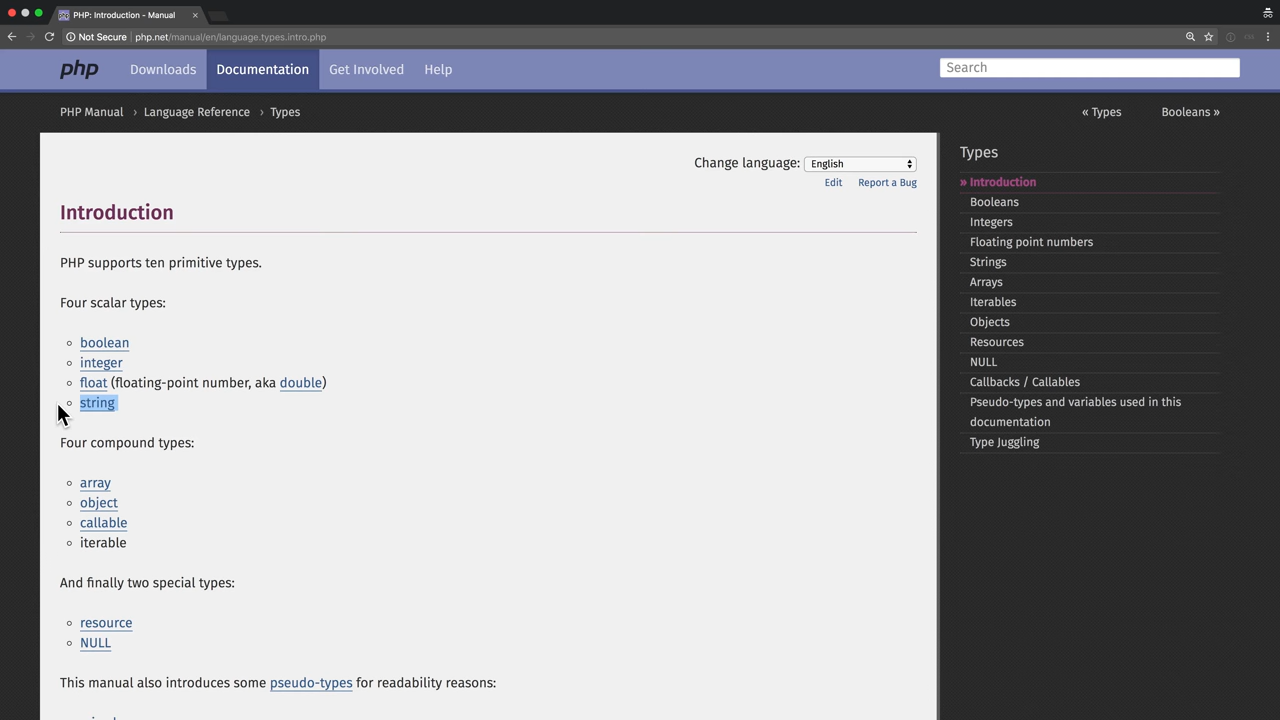 PHP: Introduction - Manual
Not Secure php.net/manual/en/language.types.intro.php
php Downloads Documentation Get Involved Help Search
PHP Manual › Language Reference › Types « Types Booleans »
Change language: English
Edit Report a Bug
Introduction
PHP supports ten primitive types.
Four scalar types:
boolean
integer
float (floating-point number, aka double)
string
Four compound types:
array
object
callable
iterable
And finally two special types:
resource
NULL
This manual also introduces some pseudo-types for readability reasons:
Types
» Introduction
Booleans
Integers
Floating point numbers
Strings
Arrays
Iterables
Objects
Resources
NULL
Callbacks / Callables
Pseudo-types and variables used in this
documentation
Type Juggling